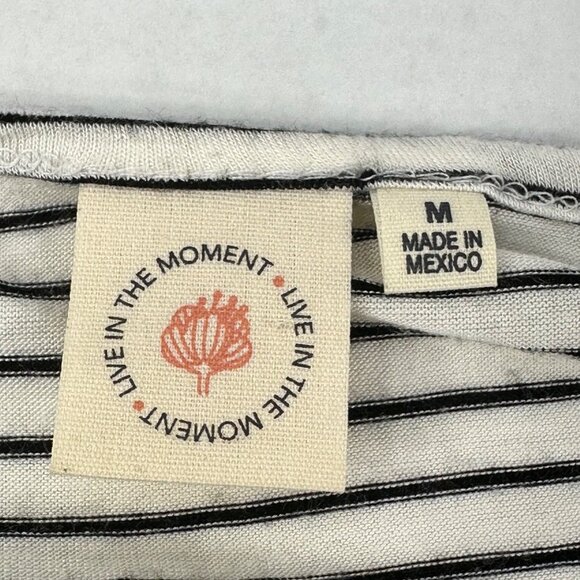 LIVE IN THE MOMENT • LIVE IN THE MOMENT •
M
MADE IN
MEXICO